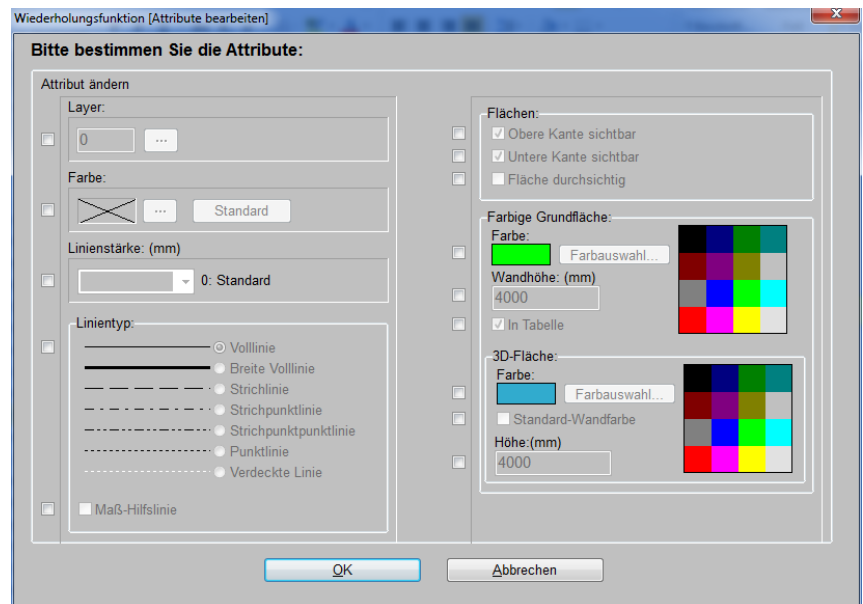 Wiederholungsfunktion [Attribute bearbeiten]
Bitte bestimmen Sie die Attribute:
Attribut ändern
Layer:
0
...
Farbe:
...
Standard
Linienstärke: (mm)
0: Standard
Linientyp:
Volllinie
Breite Volllinie
Strichlinie
Strichpunktlinie
Strichpunktpunktlinie
Punktlinie
Verdeckte Linie
Maß-Hilfslinie
Flächen:
Obere Kante sichtbar
Untere Kante sichtbar
Fläche durchsichtig
Farbige Grundfläche:
Farbe:
Farbauswahl...
Wandhöhe: (mm)
4000
In Tabelle
3D-Fläche:
Farbe:
Farbauswahl...
Standard-Wandfarbe
Höhe:(mm)
4000
OK
Abbrechen